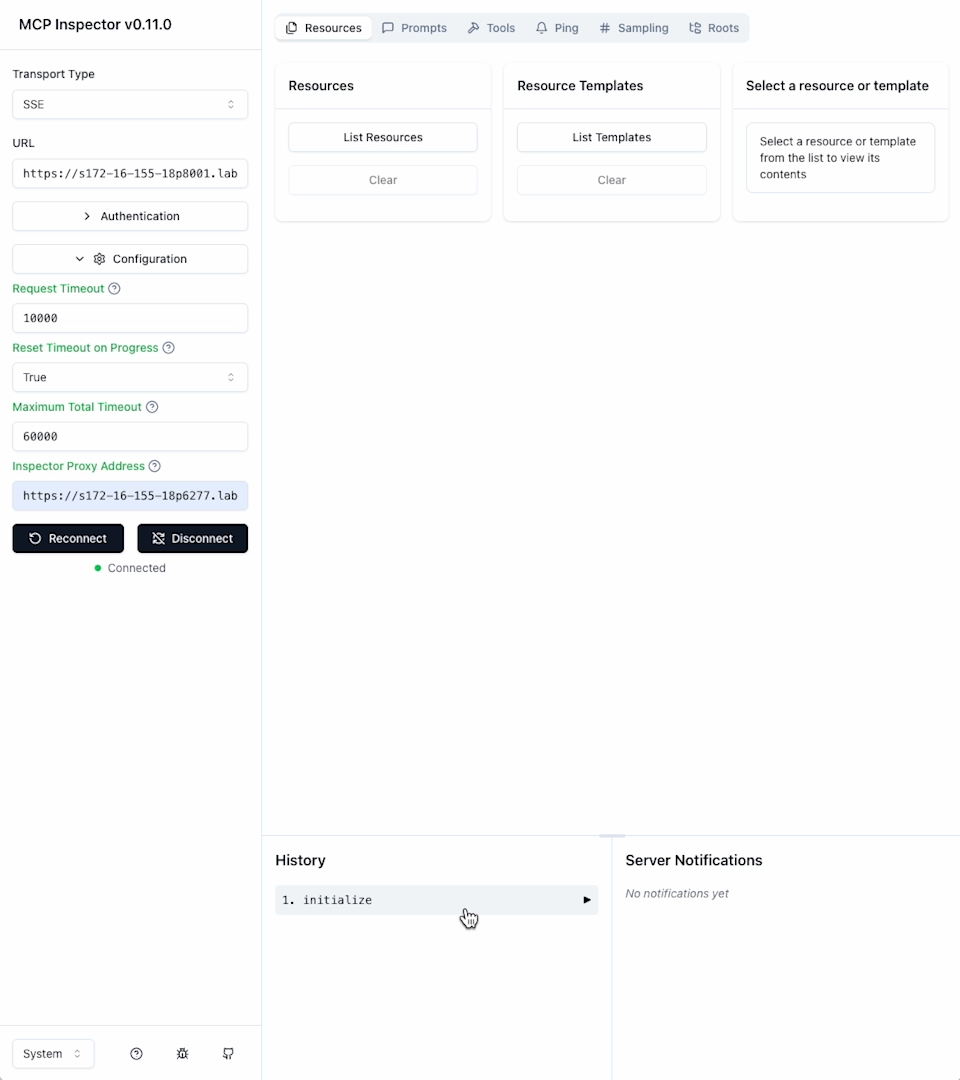 MCP Inspector v0.11.0
Transport Type
SSE
URL
https://s172-16-155-18p8001.lab
Authentication
Configuration
Request Timeout
10000
Reset Timeout on Progress
True
Maximum Total Timeout
60000
Inspector Proxy Address
https://s172-16-155-18p6277.lab
Reconnect
Disconnect
Connected
System
Resources
Prompts
Tools
Ping
Sampling
Roots
Resources
List Resources
Clear
Resource Templates
List Templates
Clear
Select a resource or template
Select a resource or template
from the list to view its
contents
History
1. initialize
Server Notifications
No notifications yet